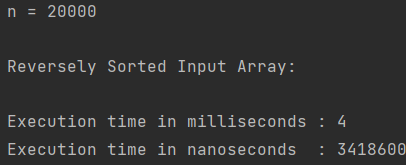 n = 20000
Reversely Sorted Input Array:
Execution time in milliseconds : 4
Execution time in nanoseconds  : 3418600